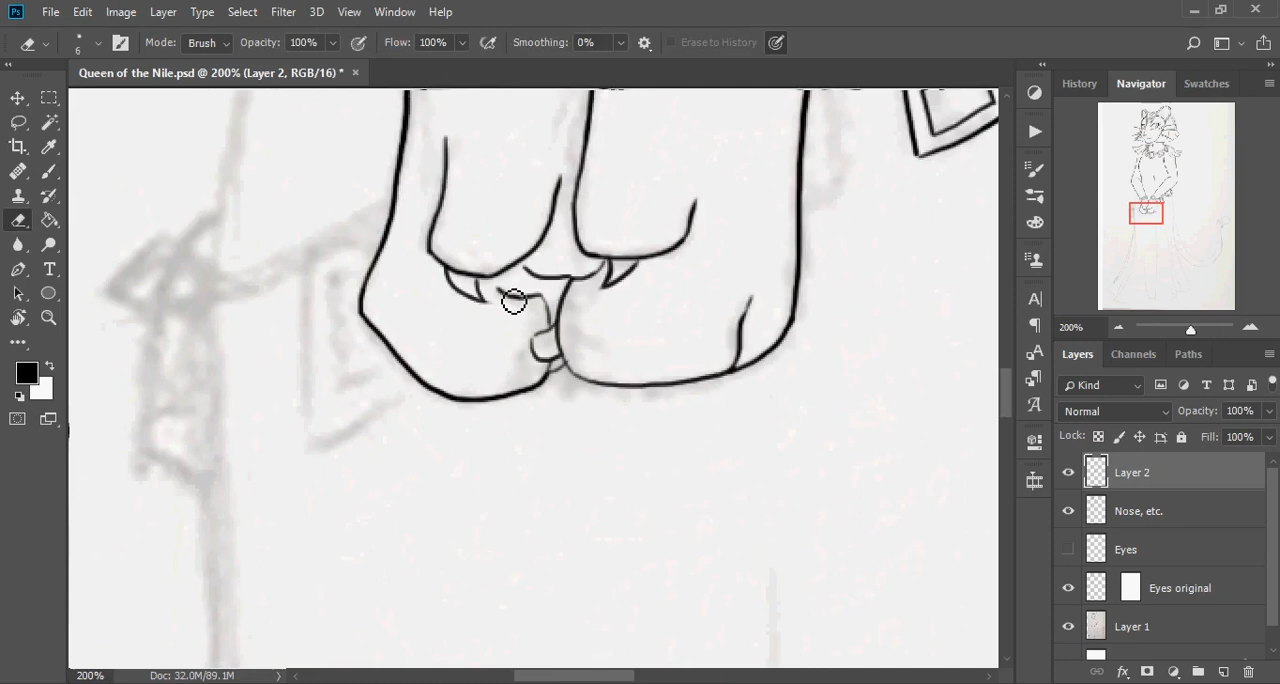 Ps File Edit Image Layer Type Select Filter 3D View Window Help
6 Mode: Brush Opacity: 100% Flow: 100% Smoothing: 0% Erase to History
Queen of the Nile.psd @ 200% (Layer 2, RGB/16) *
History Navigator Swatches
200%
Layers Channels Paths
Kind
Normal Opacity: 100%
Lock: Fill: 100%
Layer 2
Nose, etc.
Eyes
Eyes original
Layer 1
200% Doc: 32.0M/89.1M